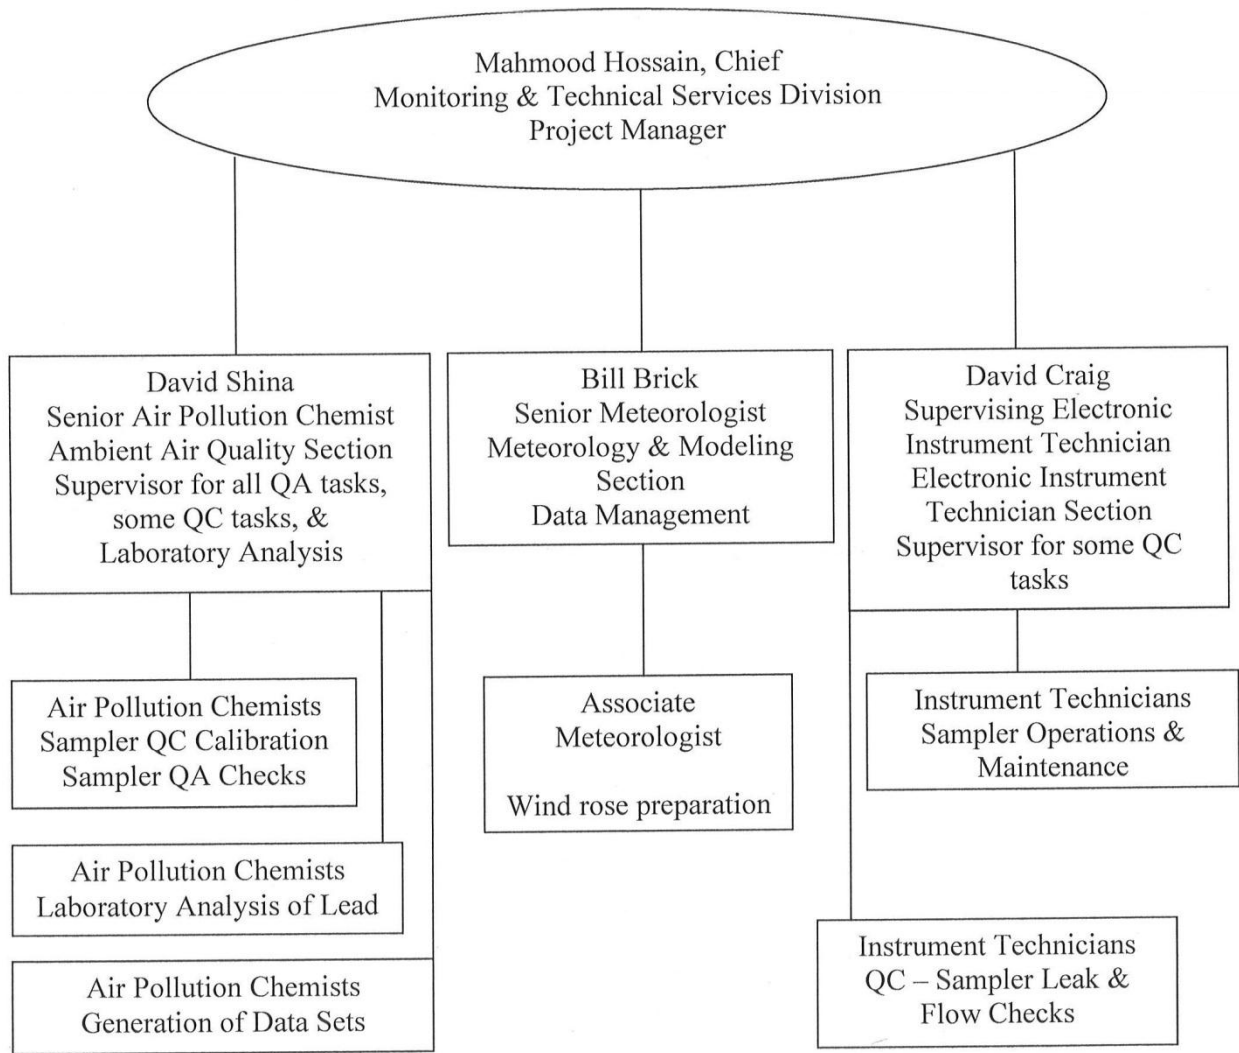 Mahmood Hossain, Chief
Monitoring & Technical Services Division
Project Manager
David Shina
Senior Air Pollution Chemist
Ambient Air Quality Section
Supervisor for all QA tasks,
some QC tasks, &
Laboratory Analysis
Bill Brick
Senior Meteorologist
Meteorology & Modeling
Section
Data Management
David Craig
Supervising Electronic
Instrument Technician
Electronic Instrument
Technician Section
Supervisor for some QC
tasks
Air Pollution Chemists
Sampler QC Calibration
Sampler QA Checks
Associate
Meteorologist
Wind rose preparation
Instrument Technicians
Sampler Operations &
Maintenance
Air Pollution Chemists
Laboratory Analysis of Lead
Air Pollution Chemists
Generation of Data Sets
Instrument Technicians
QC – Sampler Leak &
Flow Checks